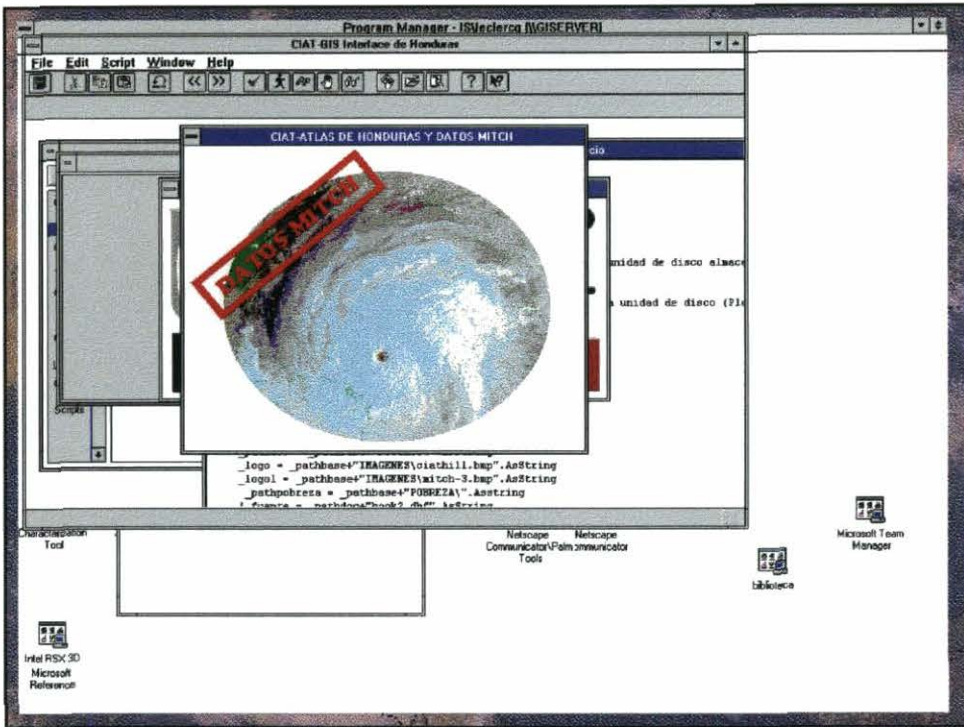 Program Manager - [SVeclercq \\GISERVER]
CIAT-GIS Interface de Honduras
File Edit Script Window Help
CIAT-ATLAS DE HONDURAS Y DATOS MITCH
cio
DATOS MITCH
unidad de disco almace
unidad de disco (Pl
Scripts
_logo = _pathbase+"IMAGENES\ciathill.bmp".AsString
_logo1 = _pathbase+"IMAGENES\mitch-3.bmp".AsString
_pathpobreza = _pathbase+"POBREZA\".Asstring
Characterization
Tool
Netscape
Communicator\Palm
Tools
Netscape
ommunicator
Microsoft Team
Manager
biblioteca
Intel RSX 3D
Microsoft
Reference